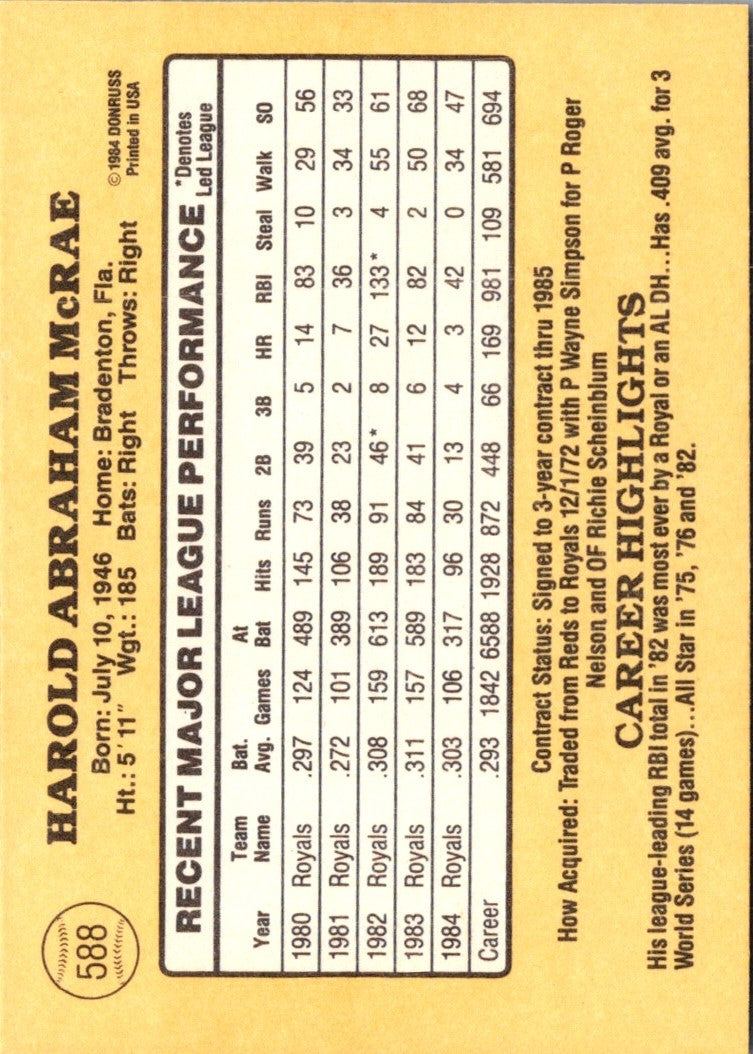 588
HAROLD ABRAHAM McRAE
Born: July 10, 1946 Home: Bradenton, Fla.
Ht.: 5'11" Wgt.: 185 Bats: Right Throws: Right
© 1984 DONRUSS
Printed in USA
RECENT MAJOR LEAGUE PERFORMANCE
*Denotes
Led League
Year Team Name Bat. Avg. Games At Bat Hits Runs 2B 3B HR RBI Steal Walk SO
1980 Royals .297 124 489 145 73 39 5 14 83 10 29 56
1981 Royals .272 101 389 106 38 23 2 7 36 3 34 33
1982 Royals .308 159 613 189 91 46* 8 27 133* 4 55 61
1983 Royals .311 157 589 183 84 41 6 12 82 2 50 68
1984 Royals .303 106 317 96 30 13 4 3 42 0 34 47
Career .293 1842 6588 1928 872 448 66 169 981 109 581 694
Contract Status: Signed to 3-year contract thru 1985
How Acquired: Traded from Reds to Royals 12/1/72 with P Wayne Simpson for P Roger
Nelson and OF Richie Scheinblum
CAREER HIGHLIGHTS
His league-leading RBI total in '82 was most ever by a Royal or an AL DH...Has .409 avg. for 3
World Series (14 games)...All Star in '75, '76 and '82.